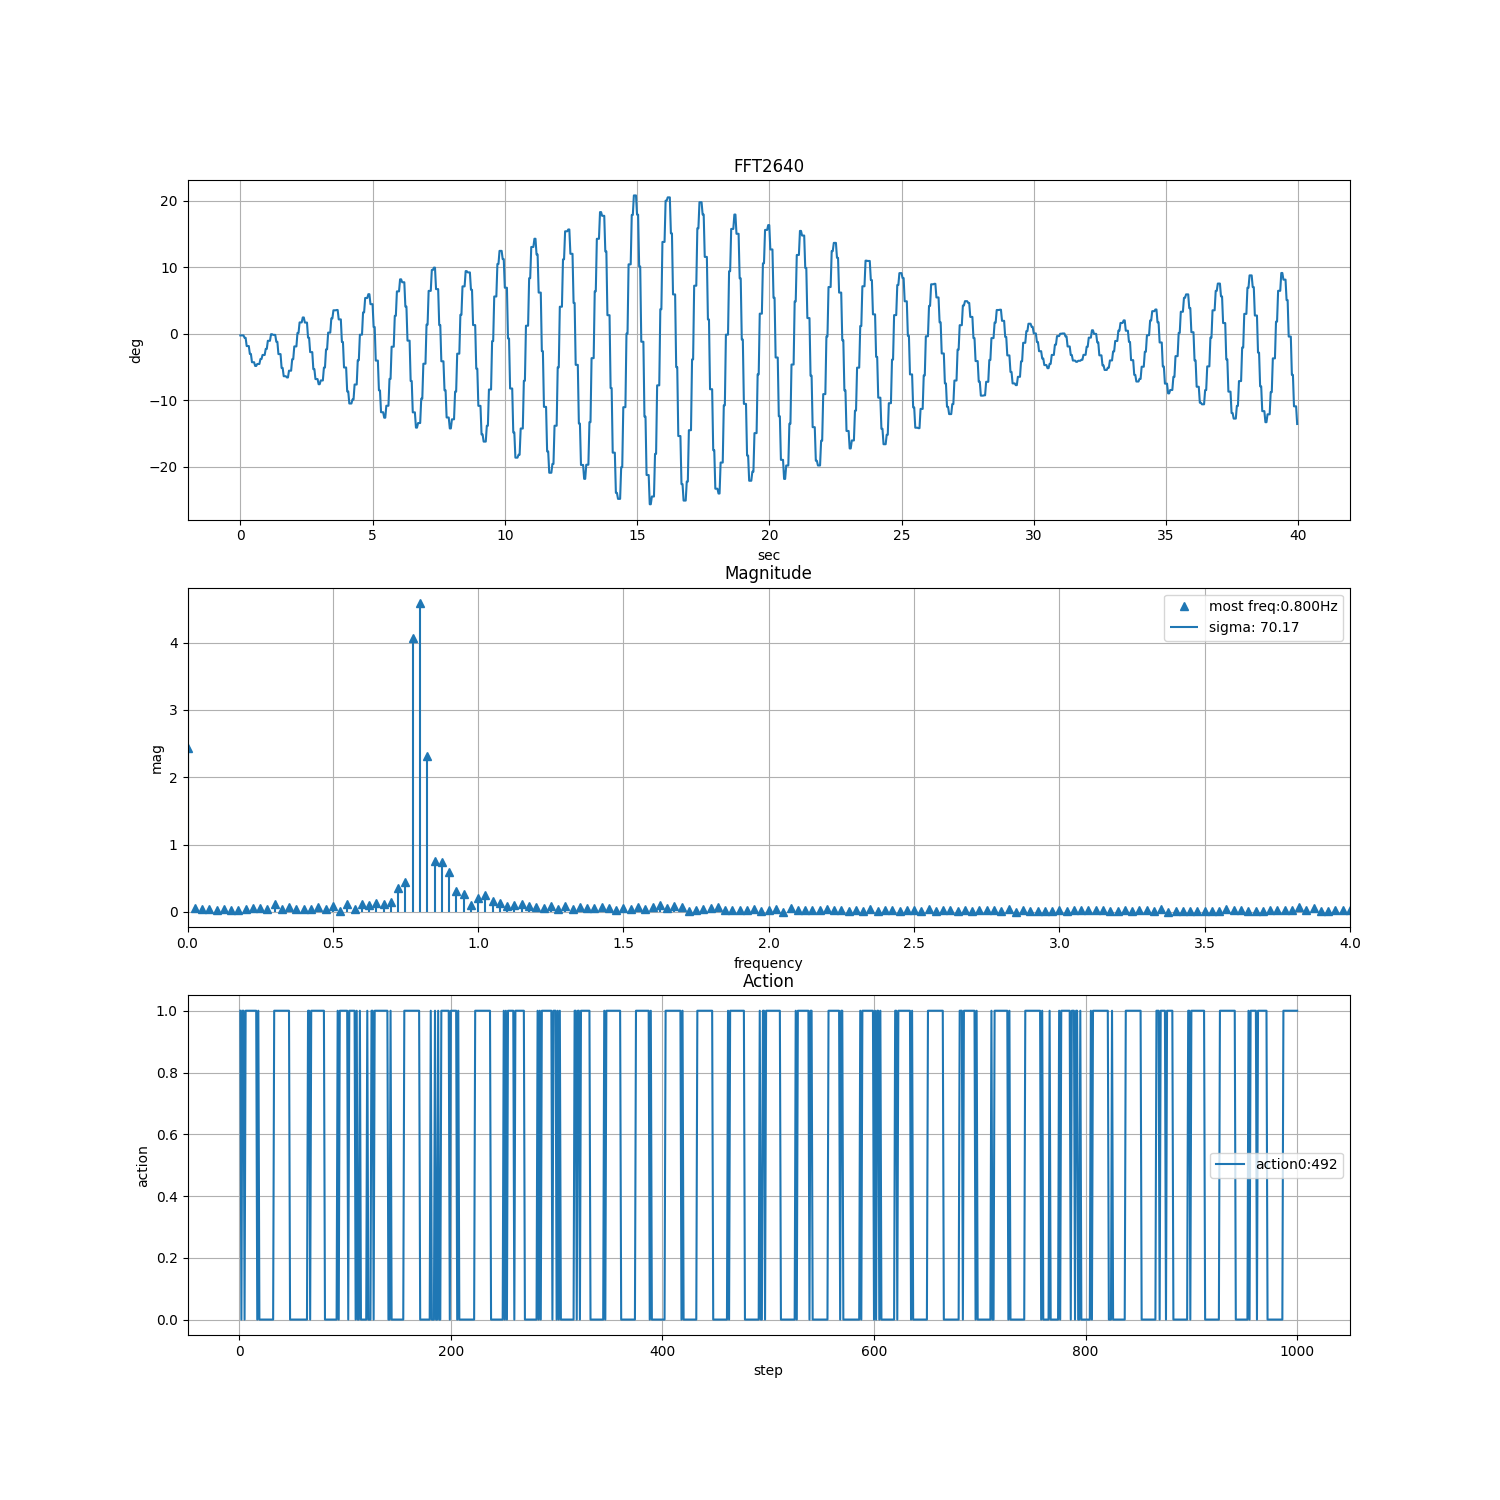 FFT2640
20
10
0
−10
−20
deg
0 5 10 15 20 25 30 35 40
sec
Magnitude
most freq:0.800Hz
sigma: 70.17
4
3
2
1
0
mag
0.0 0.5 1.0 1.5 2.0 2.5 3.0 3.5 4.0
frequency
Action
1.0
0.8
0.6
0.4
0.2
0.0
action
action0:492
0 200 400 600 800 1000
step